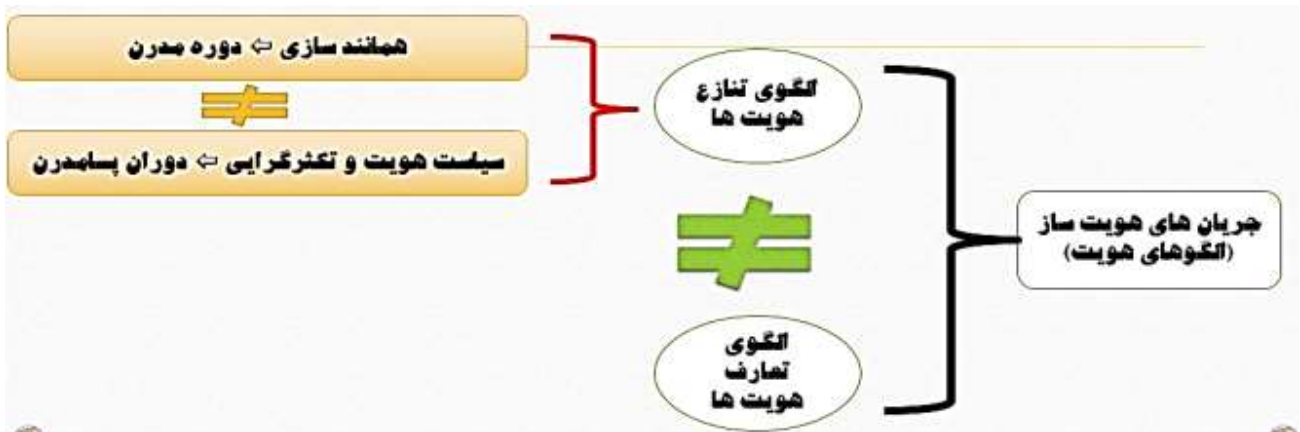 جریان های هویت ساز
(الگوهای هویت)
الگوی تنازع
هویت ها
همانند سازی ⇦ دوره مدرن
سیاست هویت و تکثرگرایی ⇦ دوران پسامدرن
الگوی
تعارف
هویت ها